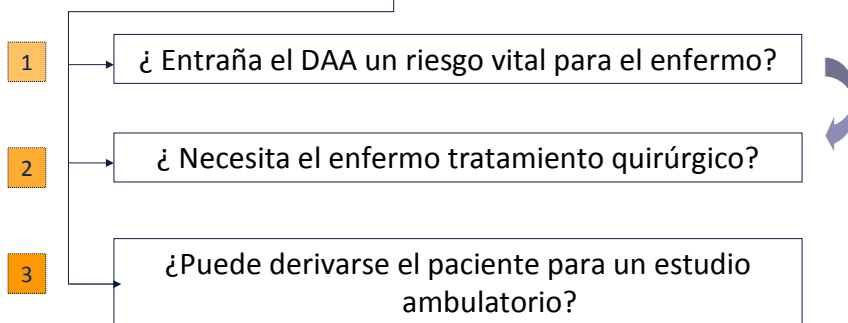 1
¿ Entraña el DAA un riesgo vital para el enfermo?
2
¿ Necesita el enfermo tratamiento quirúrgico?
3
¿Puede derivarse el paciente para un estudio
ambulatorio?